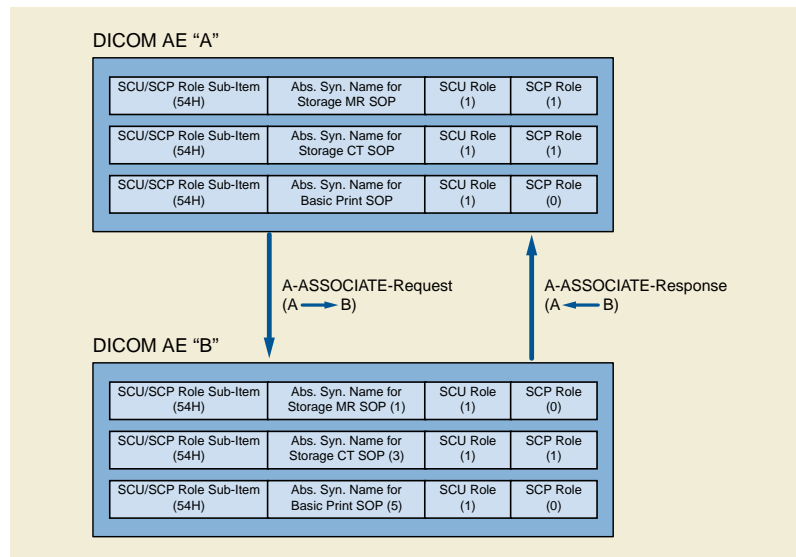 DICOM AE “A”
SCU/SCP Role Sub-Item
(54H)
Abs. Syn. Name for
Storage MR SOP
SCU Role
(1)
SCP Role
(1)
SCU/SCP Role Sub-Item
(54H)
Abs. Syn. Name for
Storage CT SOP
SCU Role
(1)
SCP Role
(1)
SCU/SCP Role Sub-Item
(54H)
Abs. Syn. Name for
Basic Print SOP
SCU Role
(1)
SCP Role
(0)
A-ASSOCIATE-Request
(A B)
A-ASSOCIATE-Response
(A B)
DICOM AE “B”
SCU/SCP Role Sub-Item
(54H)
Abs. Syn. Name for
Storage MR SOP (1)
SCU Role
(1)
SCP Role
(0)
SCU/SCP Role Sub-Item
(54H)
Abs. Syn. Name for
Storage CT SOP (3)
SCU Role
(1)
SCP Role
(1)
SCU/SCP Role Sub-Item
(54H)
Abs. Syn. Name for
Basic Print SOP (5)
SCU Role
(1)
SCP Role
(0)